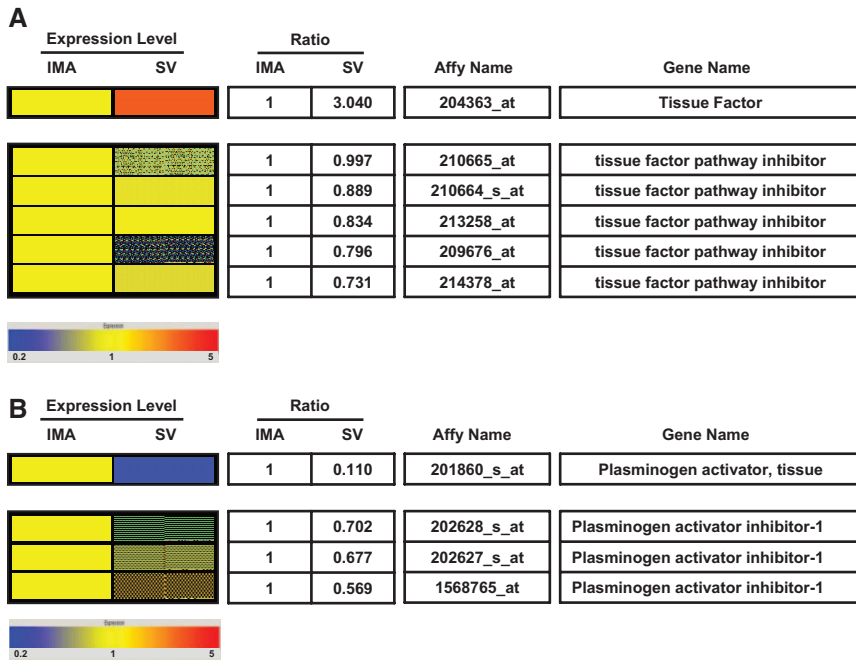 A
Expression Level Ratio
IMA SV IMA SV Affy Name Gene Name
1 3.040 204363_at Tissue Factor
1 0.997 210665_at tissue factor pathway inhibitor
1 0.889 210664_s_at tissue factor pathway inhibitor
1 0.834 213258_at tissue factor pathway inhibitor
1 0.796 209676_at tissue factor pathway inhibitor
1 0.731 214378_at tissue factor pathway inhibitor
0.2 1 5
B
Expression Level Ratio
IMA SV IMA SV Affy Name Gene Name
1 0.110 201860_s_at Plasminogen activator, tissue
1 0.702 202628_s_at Plasminogen activator inhibitor-1
1 0.677 202627_s_at Plasminogen activator inhibitor-1
1 0.569 1568765_at Plasminogen activator inhibitor-1
0.2 1 5